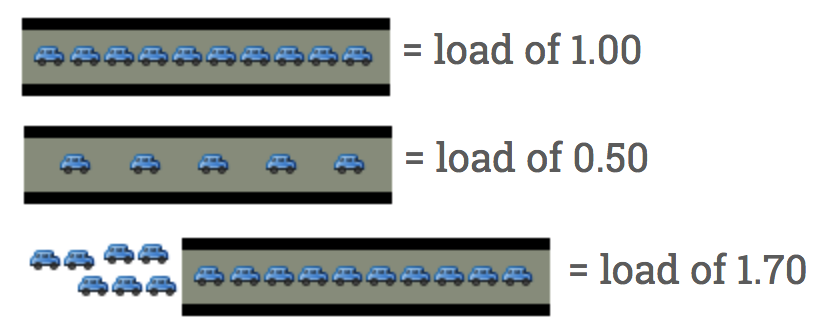 = load of 1.00
= load of 0.50
= load of 1.70